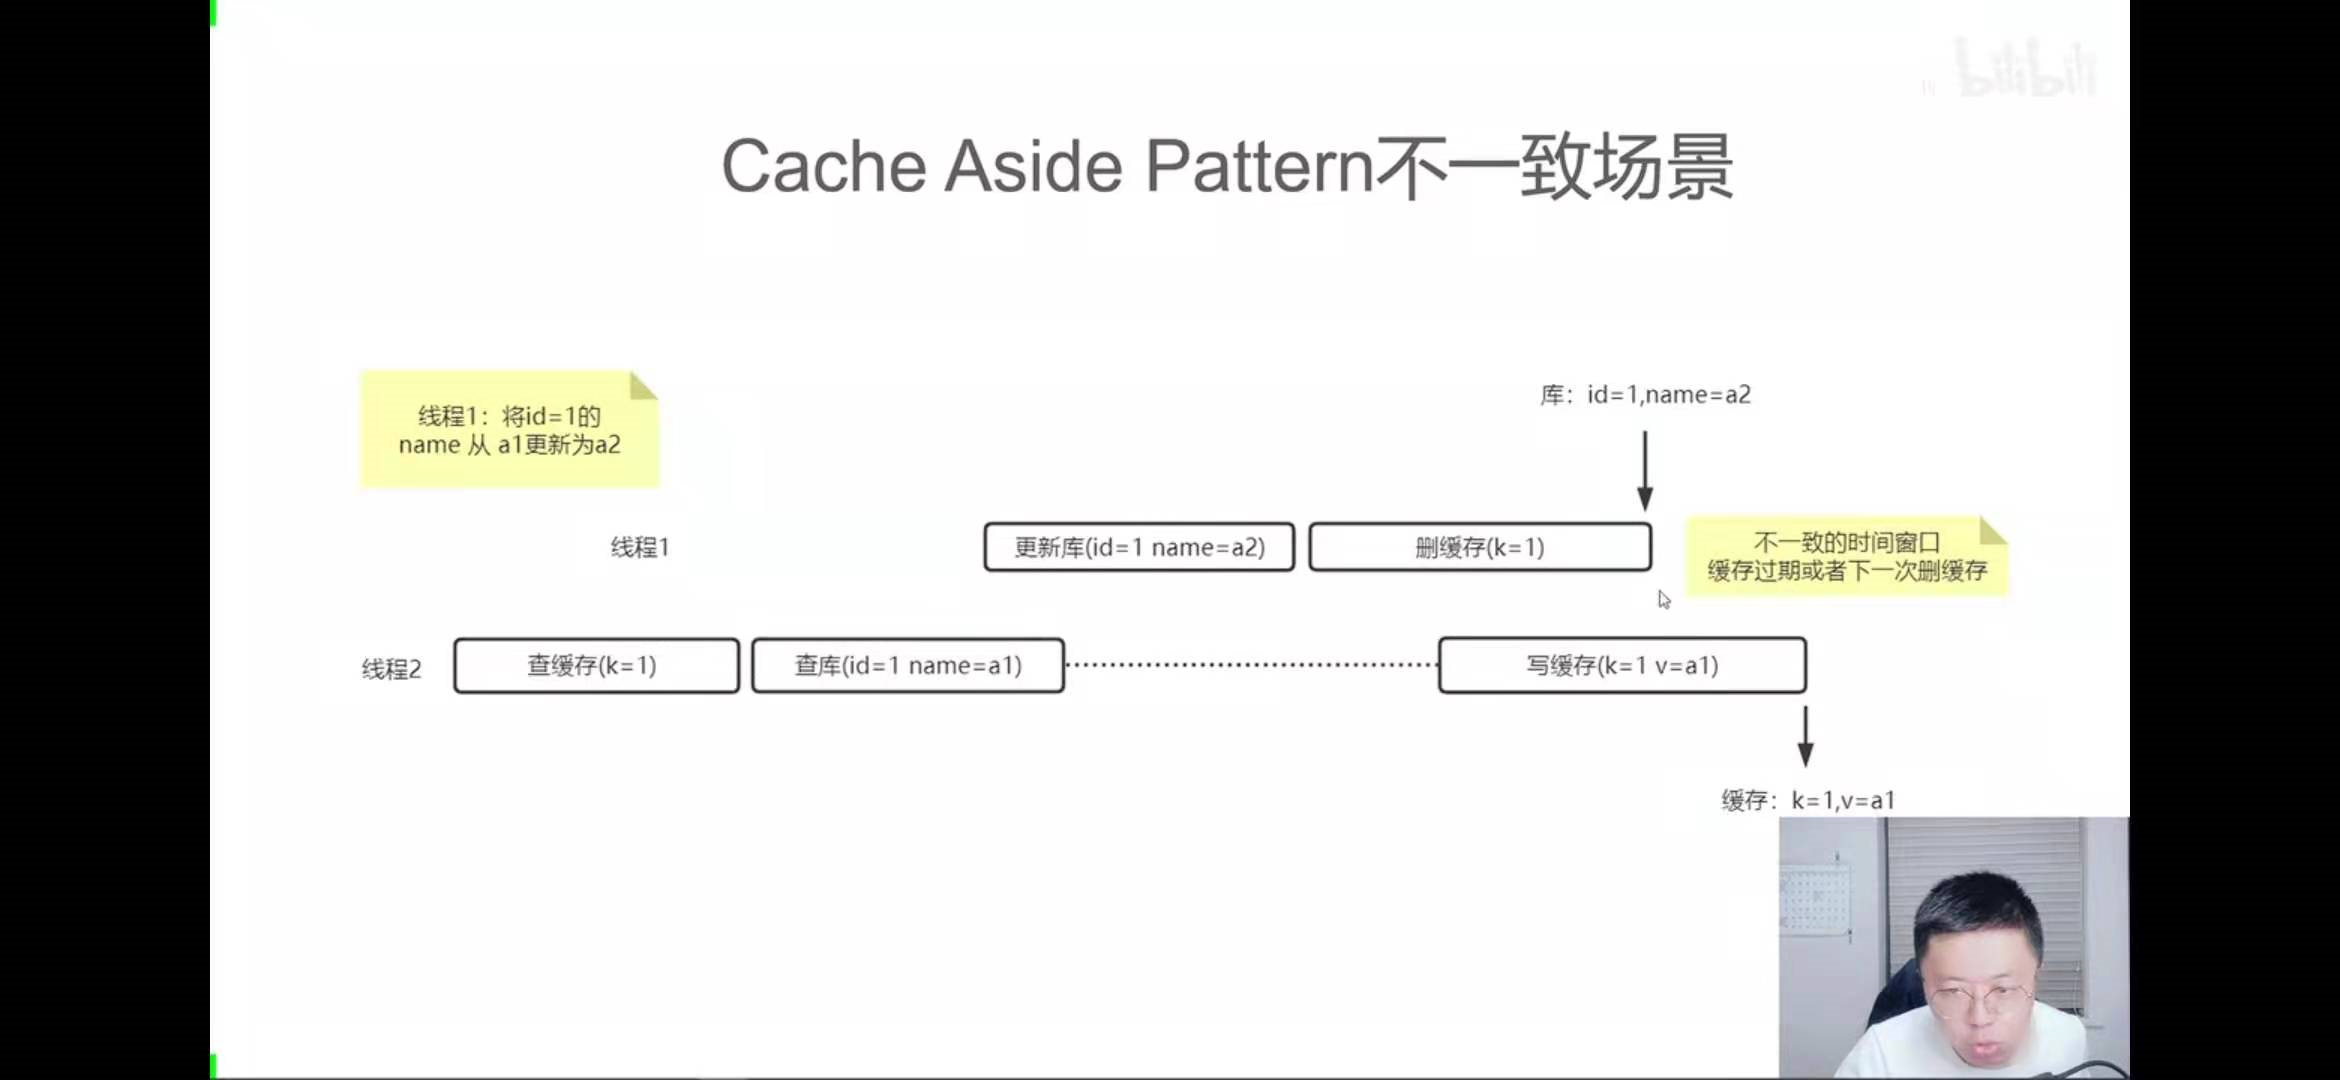 bilibili
Cache Aside Pattern不一致场景
库：id=1,name=a2
线程1：将id=1的
name 从 a1更新为a2
线程1
更新库(id=1 name=a2)
删缓存(k=1)
不一致的时间窗口
缓存过期或者下一次删缓存
线程2
查缓存(k=1)
查库(id=1 name=a1)
写缓存(k=1 v=a1)
缓存：k=1,v=a1